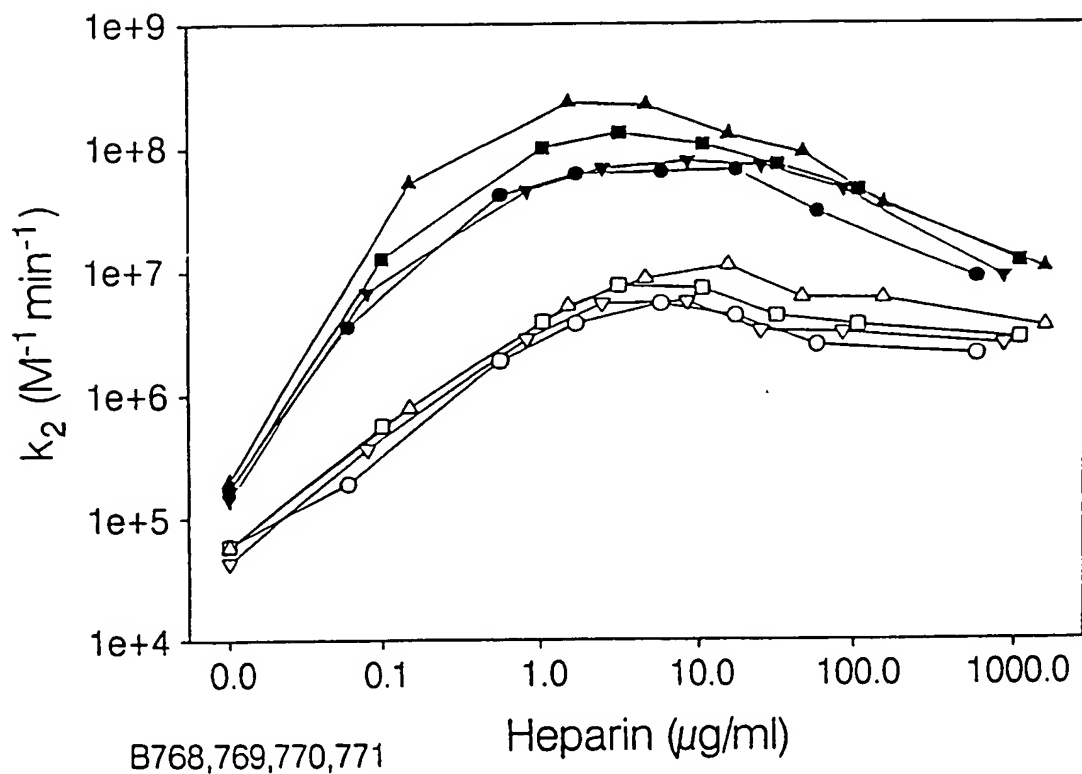 1e+9
1e+8
1e+7
1e+6
1e+5
1e+4
k₂ (M⁻¹ min⁻¹)
0.0 0.1 1.0 10.0 100.0 1000.0
Heparin (µg/ml)
B768,769,770,771